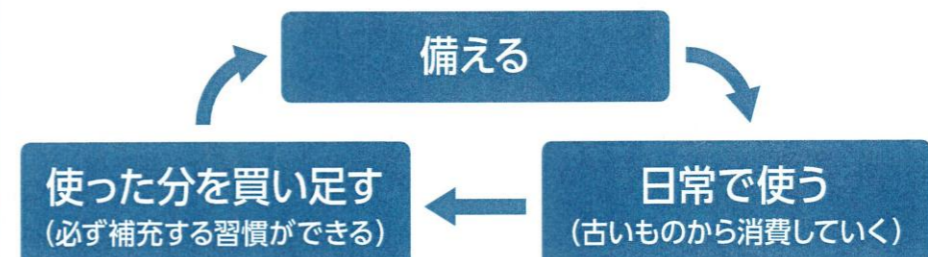 備える
日常で使う
(古いものから消費していく)
使った分を買い足す
(必ず補充する習慣ができる)